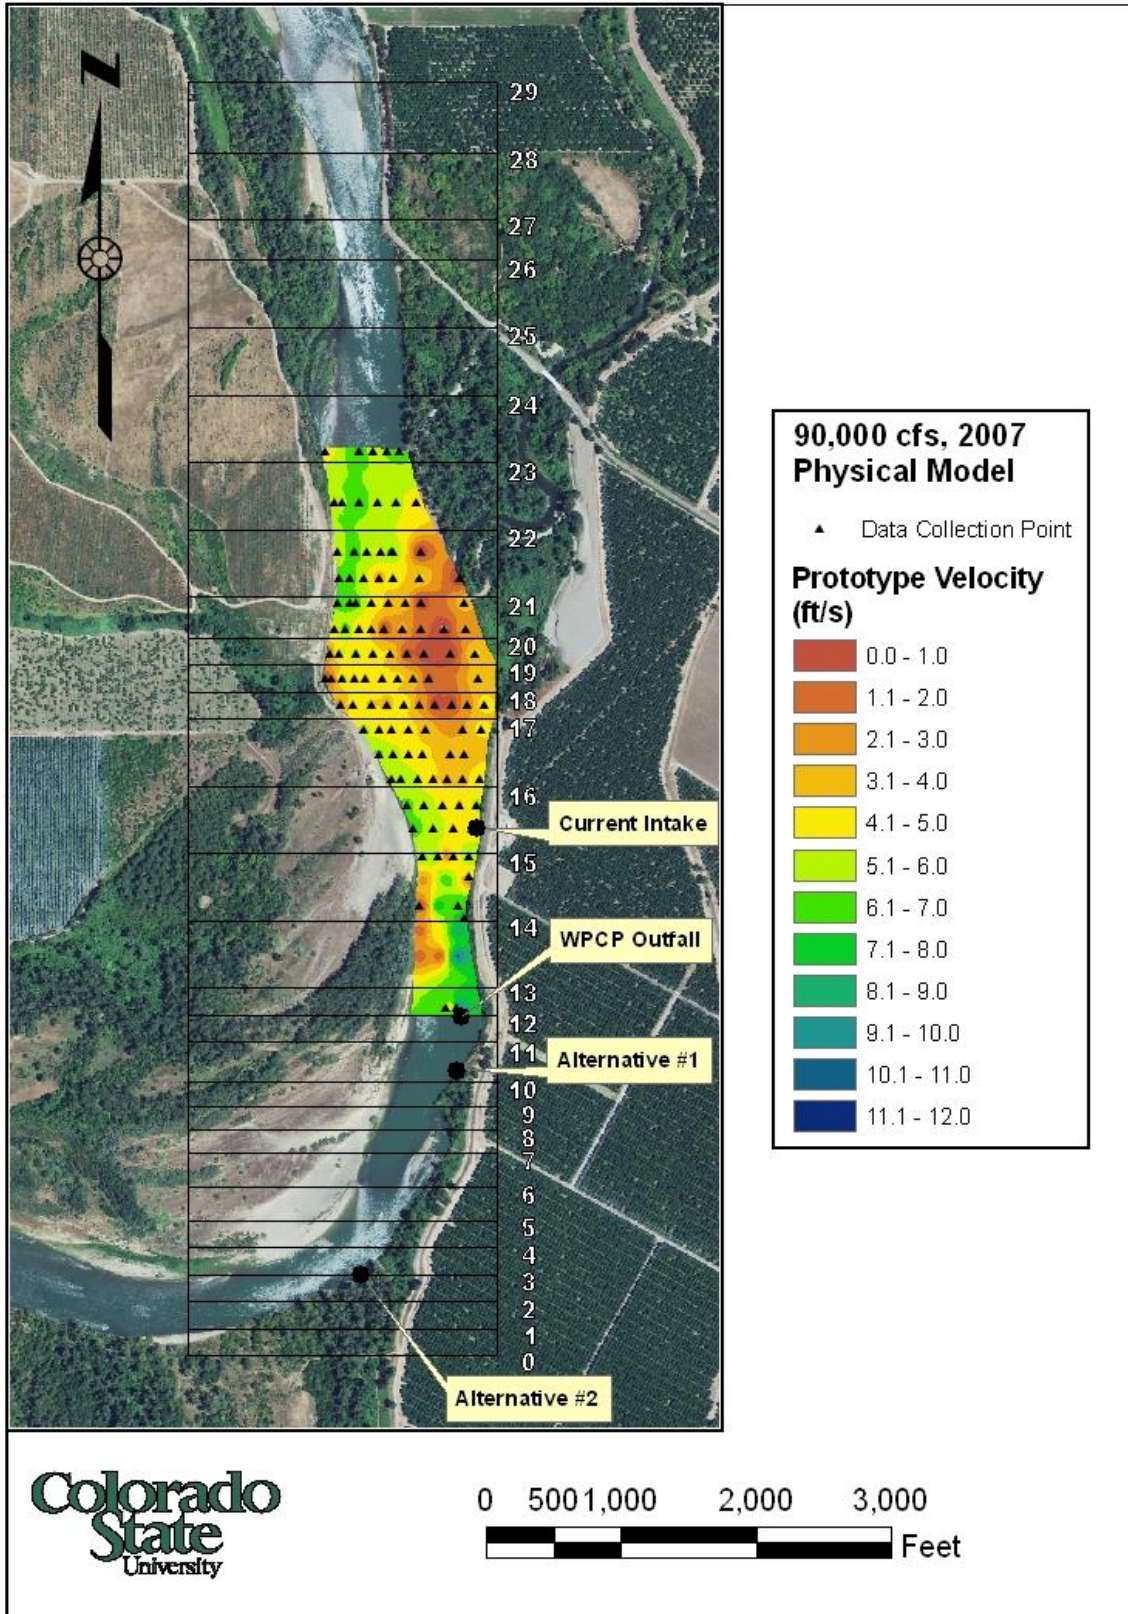 N
29
28
27
26
25
24
23
22
21
20
19
18
17
16
Current Intake
15
14
WPCP Outfall
13
12
11
Alternative #1
10
9
8
7
6
5
4
3
2
1
0
Alternative #2
90,000 cfs, 2007
Physical Model
Data Collection Point
Prototype Velocity
(ft/s)
0.0 - 1.0
1.1 - 2.0
2.1 - 3.0
3.1 - 4.0
4.1 - 5.0
5.1 - 6.0
6.1 - 7.0
7.1 - 8.0
8.1 - 9.0
9.1 - 10.0
10.1 - 11.0
11.1 - 12.0
Colorado
State
University
0 500 1,000 2,000 3,000
Feet